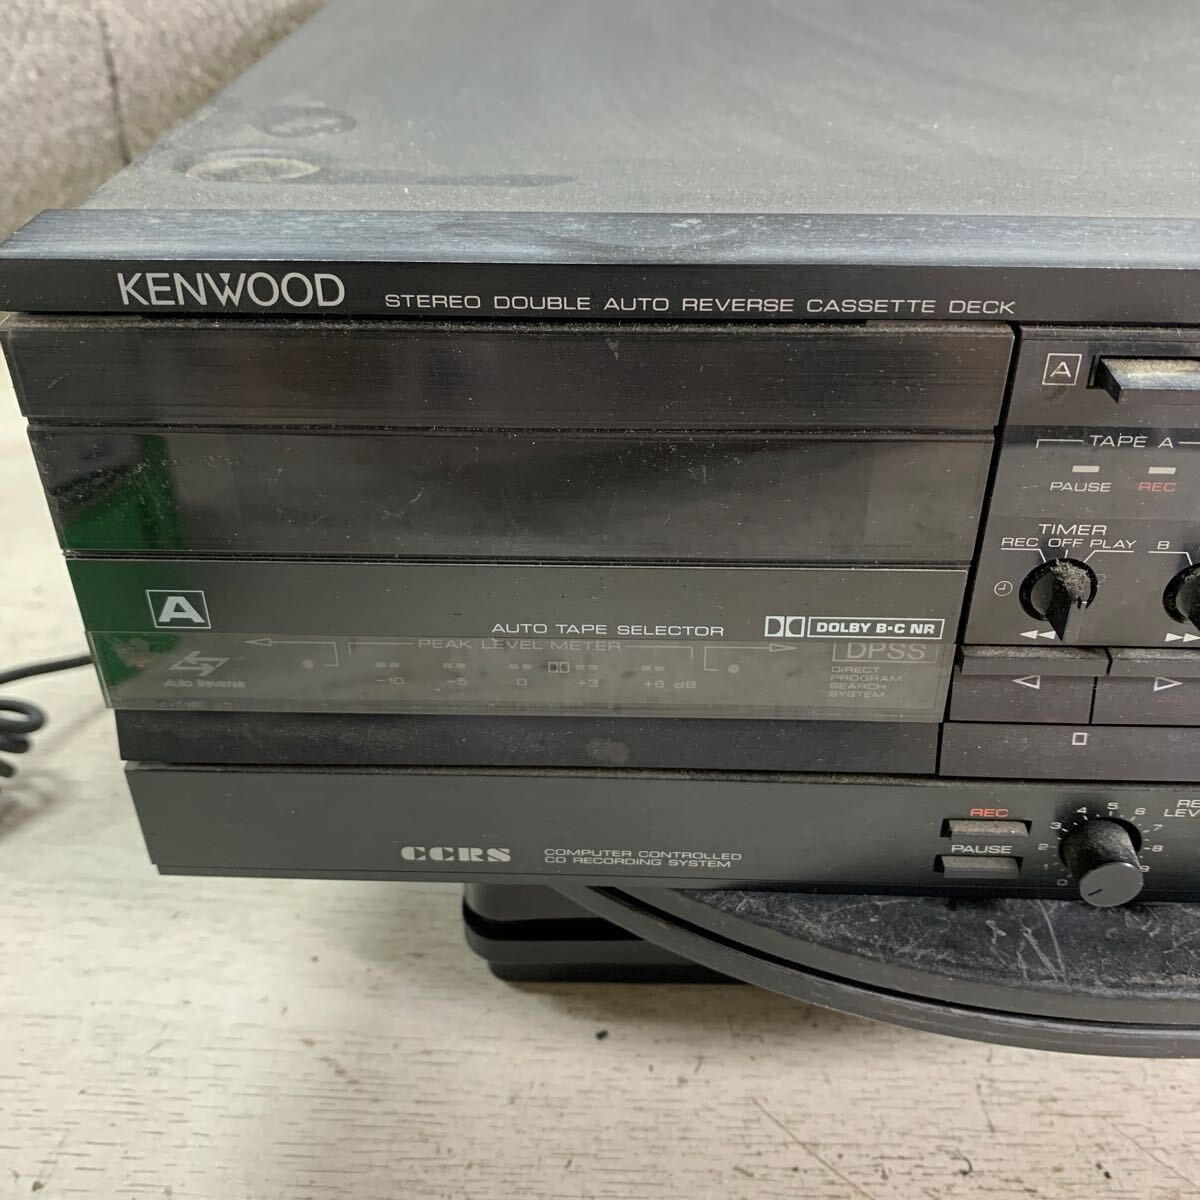 KENWOOD STEREO DOUBLE AUTO REVERSE CASSETTE DECK
A
TAPE A
PAUSE REC
TIMER
REC OFF PLAY B
A
AUTO TAPE SELECTOR DOLBY B·C NR
PEAK LEVEL METER
-10 -5 0 +3 +6 dB
Auto Reverse
DPSS
DIRECT
PROGRAM
SEARCH
SYSTEM
REC
PAUSE
0 1 2 3 4 5 6 7 8 9
RE
LEV
CCRS COMPUTER CONTROLLED
CD RECORDING SYSTEM